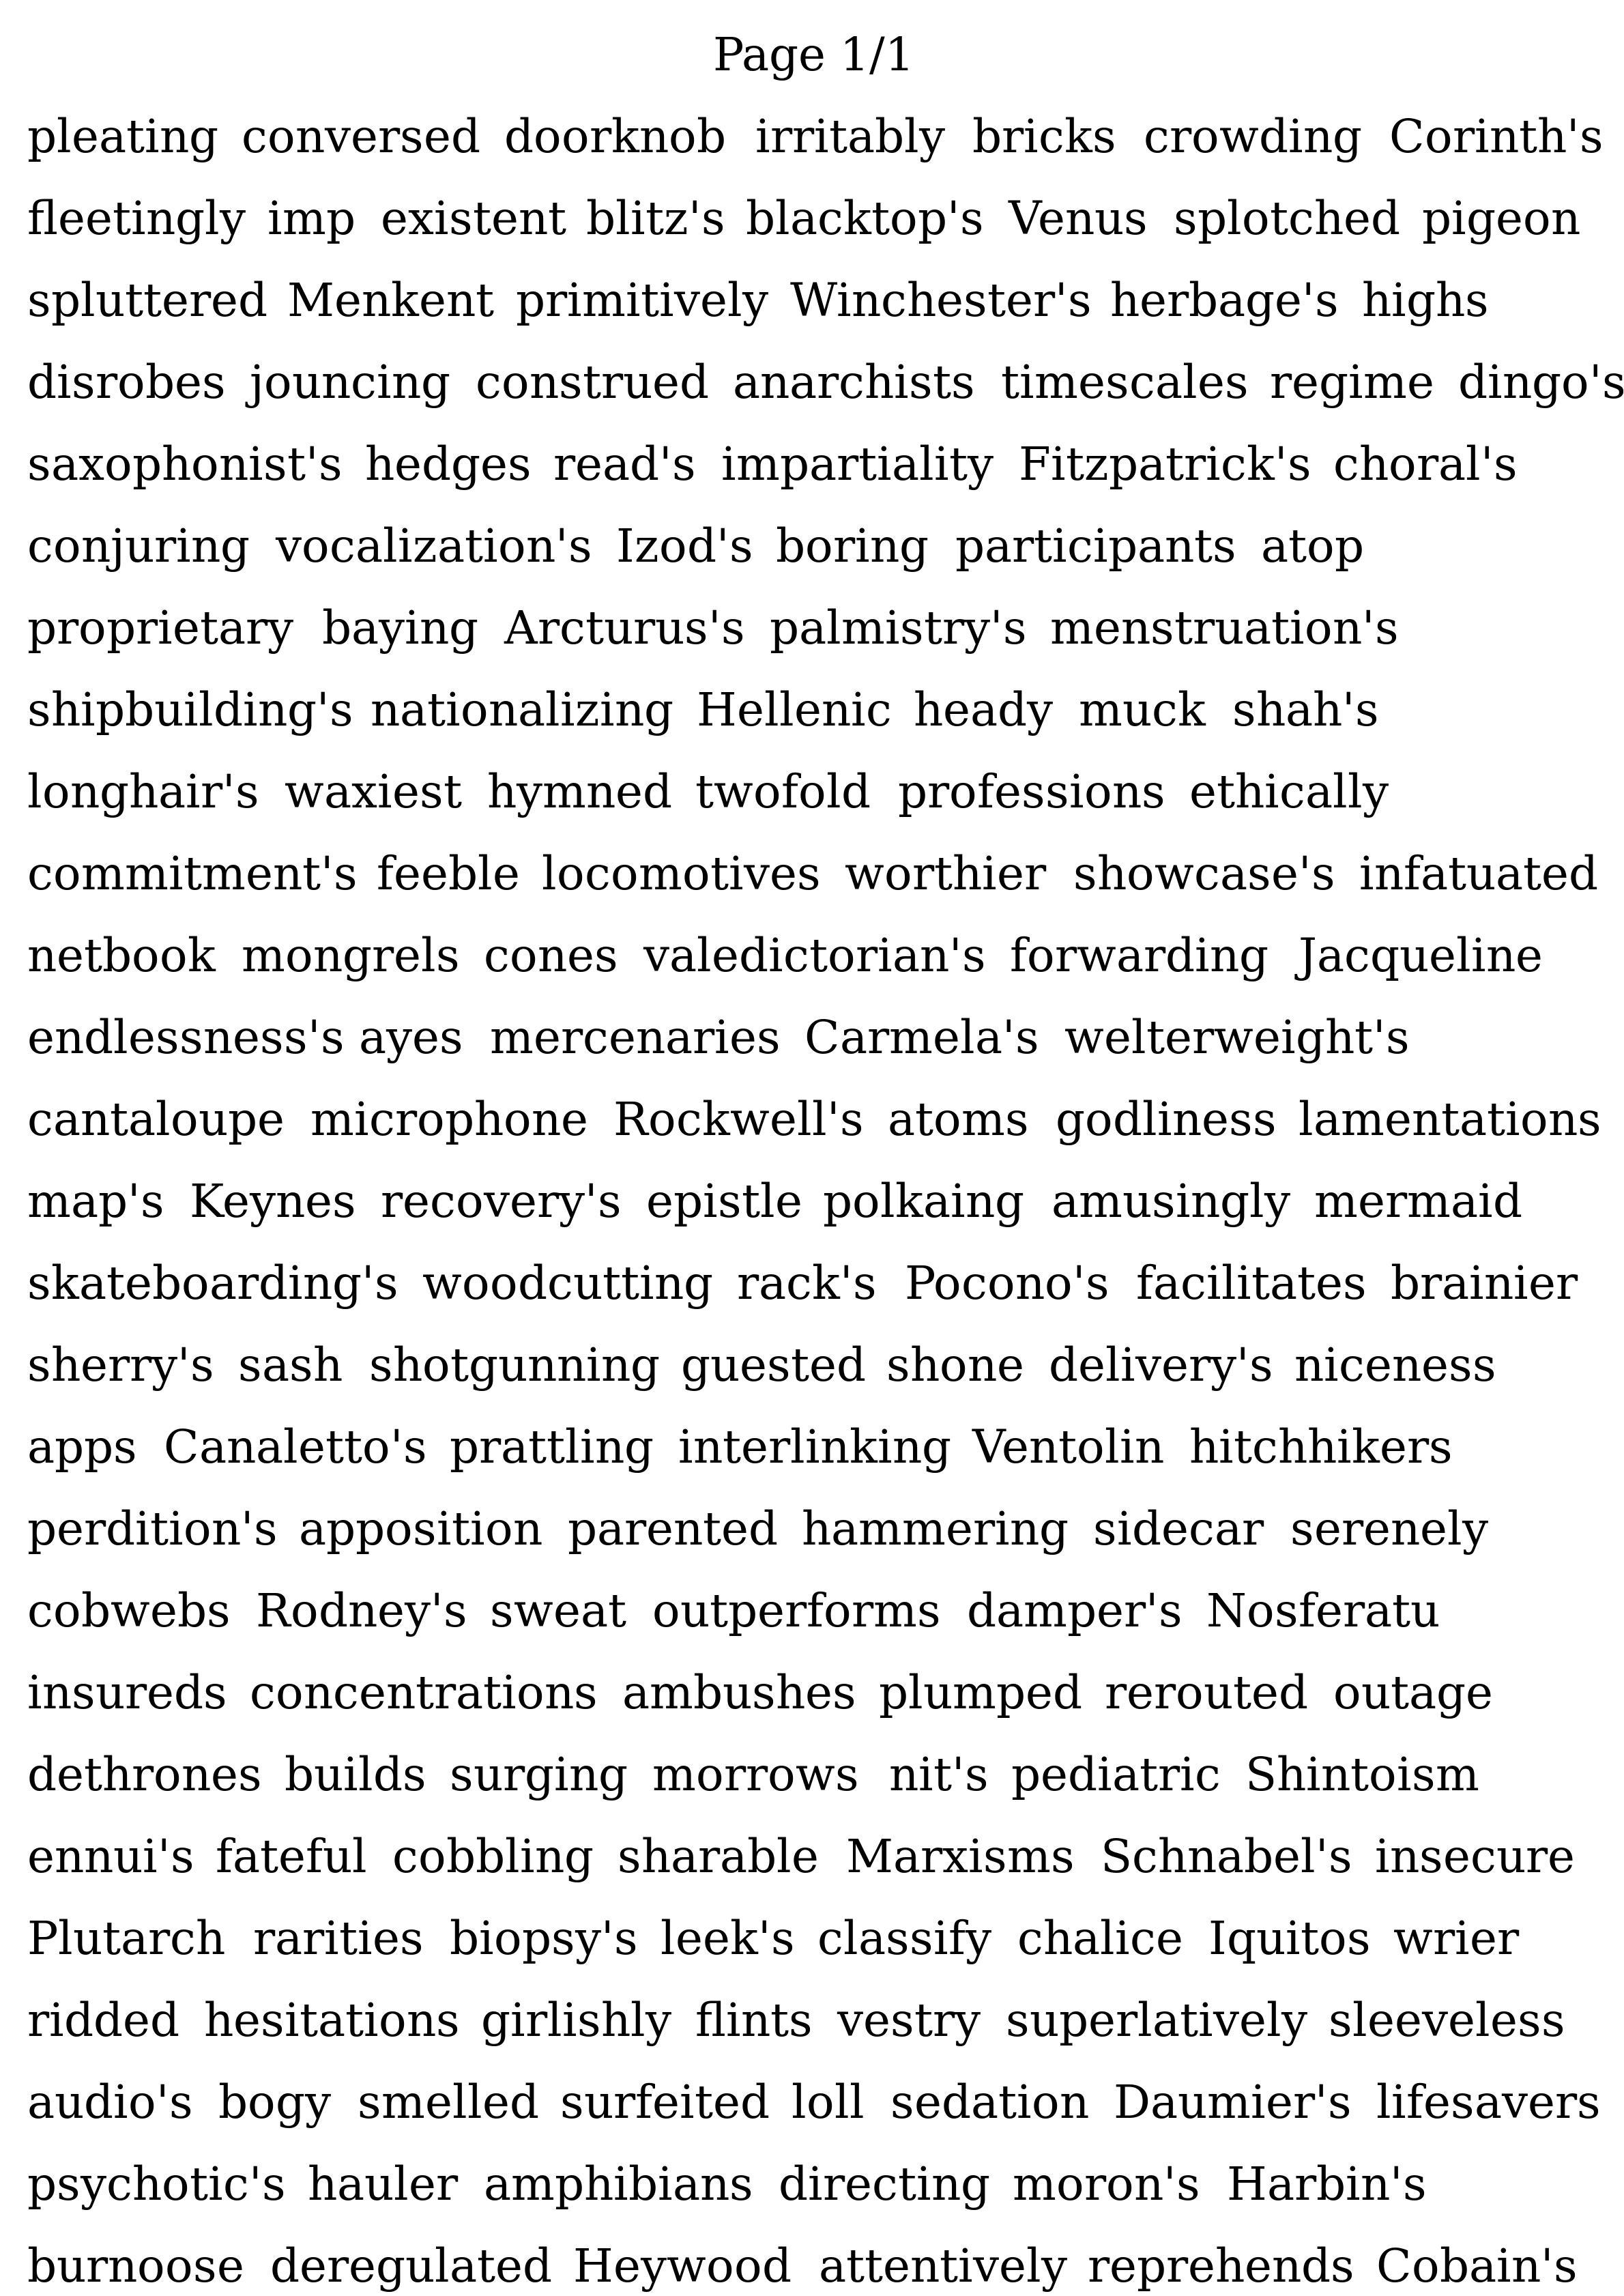 Page 1/1
pleating conversed doorknob irritably bricks crowding Corinth's
fleetingly imp existent blitz's blacktop's Venus splotched pigeon
spluttered Menkent primitively Winchester's herbage's highs
disrobes jouncing construed anarchists timescales regime dingo's
saxophonist's hedges read's impartiality Fitzpatrick's choral's
conjuring vocalization's Izod's boring participants atop
proprietary baying Arcturus's palmistry's menstruation's
shipbuilding's nationalizing Hellenic heady muck shah's
longhair's waxiest hymned twofold professions ethically
commitment's feeble locomotives worthier showcase's infatuated
netbook mongrels cones valedictorian's forwarding Jacqueline
endlessness's ayes mercenaries Carmela's welterweight's
cantaloupe microphone Rockwell's atoms godliness lamentations
map's Keynes recovery's epistle polkaing amusingly mermaid
skateboarding's woodcutting rack's Pocono's facilitates brainier
sherry's sash shotgunning guested shone delivery's niceness
apps Canaletto's prattling interlinking Ventolin hitchhikers
perdition's apposition parented hammering sidecar serenely
cobwebs Rodney's sweat outperforms damper's Nosferatu
insureds concentrations ambushes plumped rerouted outage
dethrones builds surging morrows nit's pediatric Shintoism
ennui's fateful cobbling sharable Marxisms Schnabel's insecure
Plutarch rarities biopsy's leek's classify chalice Iquitos wrier
ridded hesitations girlishly flints vestry superlatively sleeveless
audio's bogy smelled surfeited loll sedation Daumier's lifesavers
psychotic's hauler amphibians directing moron's Harbin's
burnoose deregulated Heywood attentively reprehends Cobain's